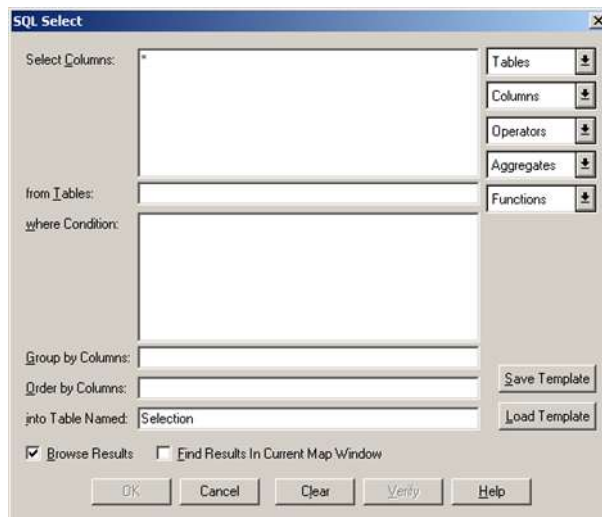 SQL Select
Select Columns: *
Tables
Columns
Operators
Aggregates
from Tables:
Functions
where Condition:
Group by Columns:
Save Template
Order by Columns:
into Table Named: Selection
Load Template
Browse Results Find Results In Current Map Window
OK Cancel Clear Verify Help